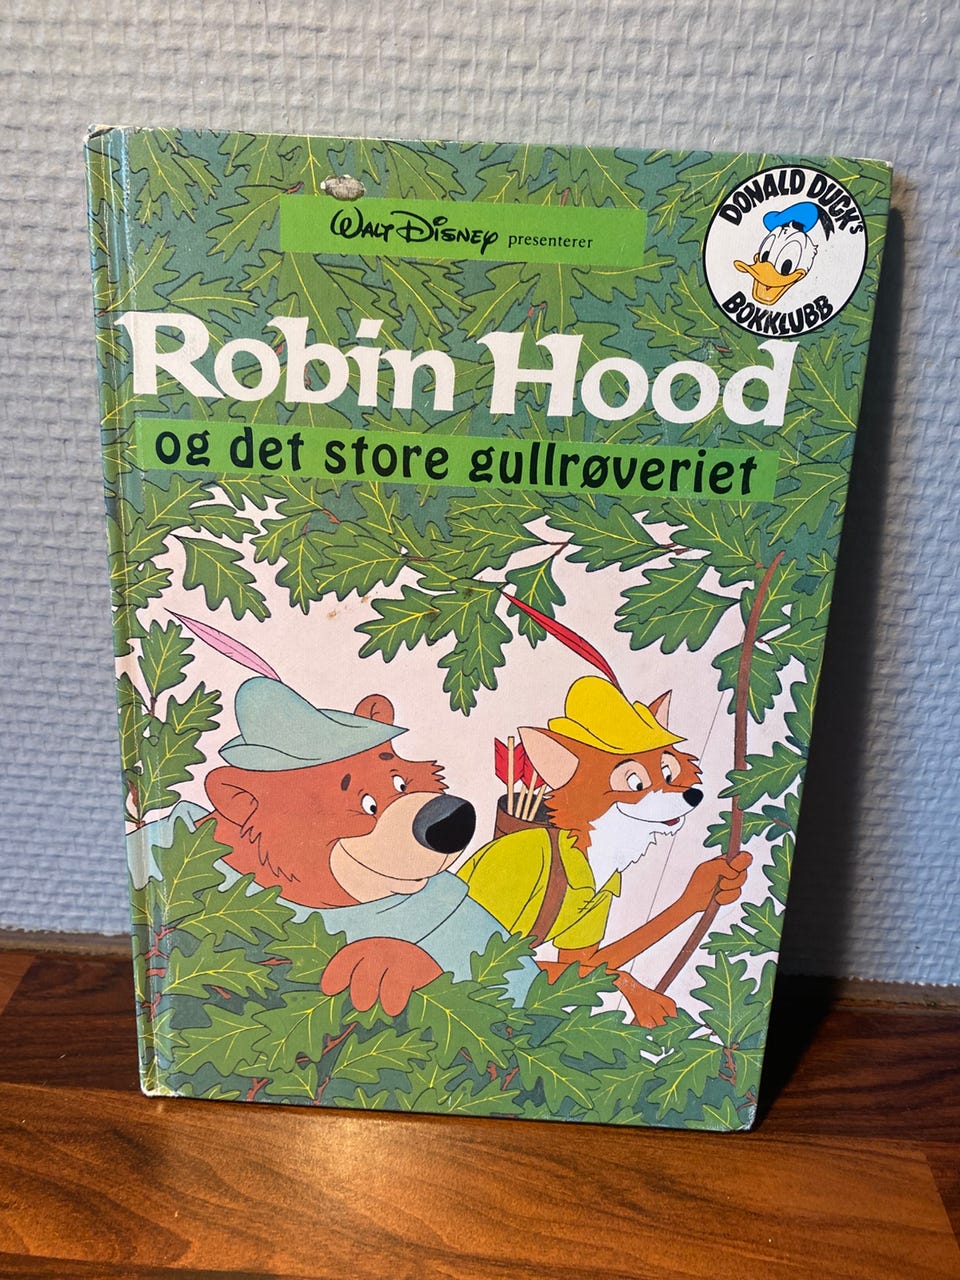 Walt Disney presenterer
DONALD DUCK's
BOKKLUBB
Robin Hood
og det store gullrøveriet